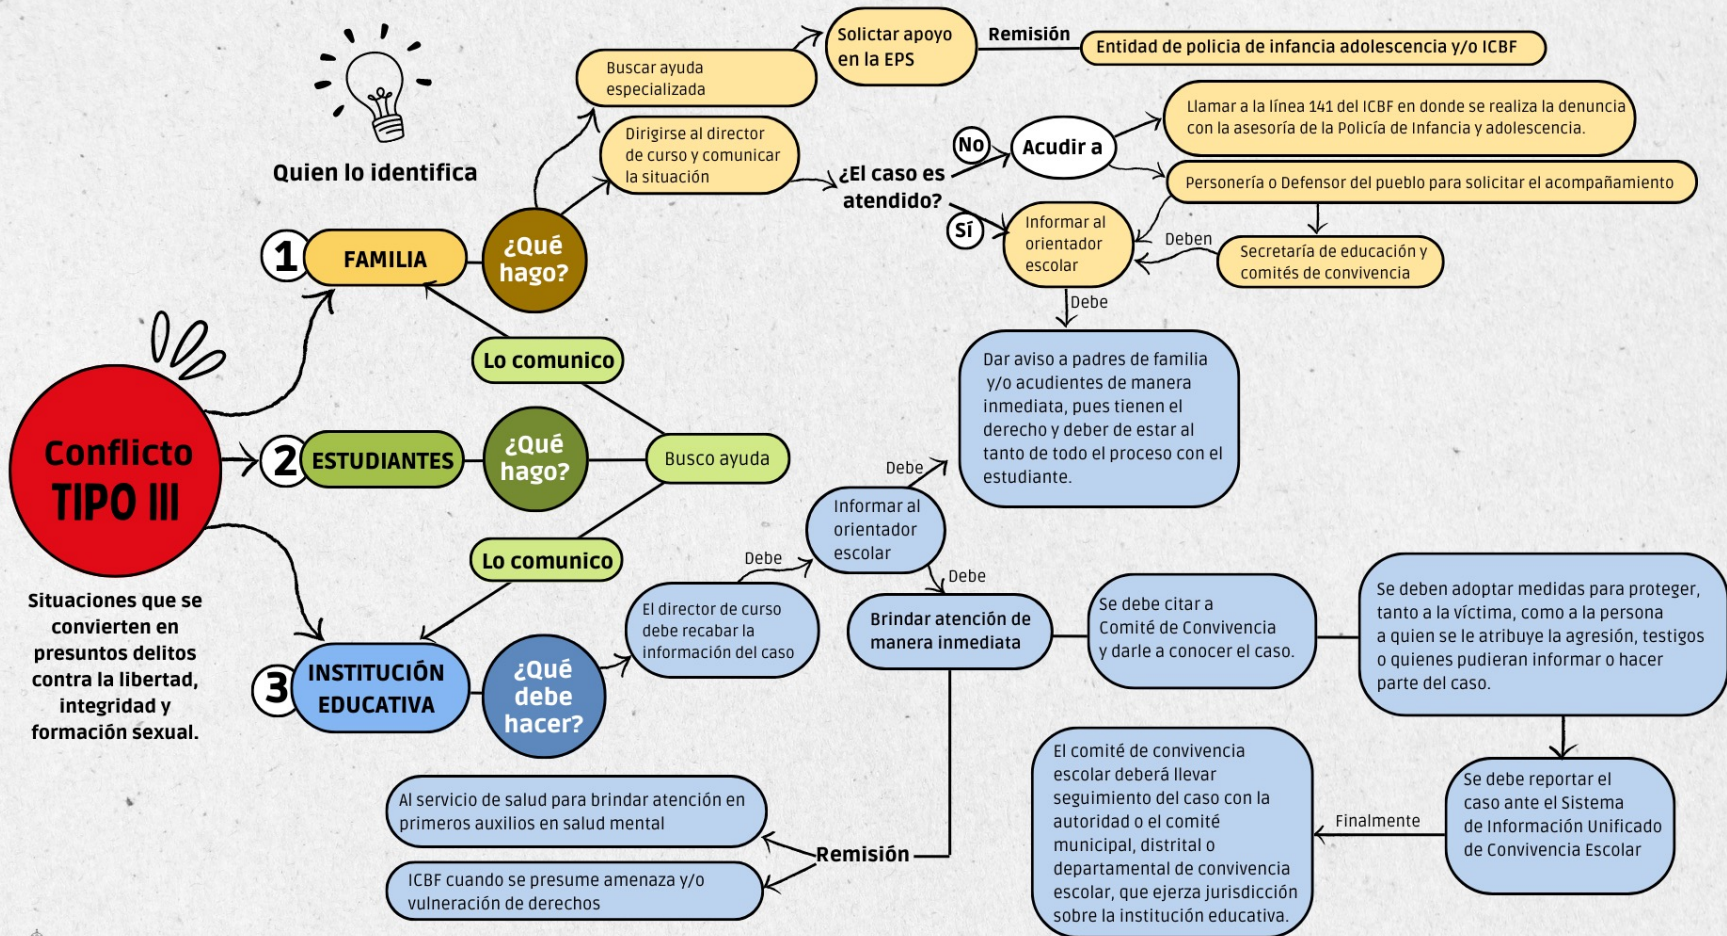 Quien lo identifica
Conflicto
TIPO III
Situaciones que se
convierten en
presuntos delitos
contra la libertad,
integridad y
formación sexual.
1
FAMILIA
¿Qué
hago?
Buscar ayuda
especializada
Solictar apoyo
en la EPS
Remisión
Entidad de policia de infancia adolescencia y/o ICBF
Dirigirse al director
de curso y comunicar
la situación
¿El caso es
atendido?
No
Acudir a
Llamar a la línea 141 del ICBF en donde se realiza la denuncia
con la asesoría de la Policía de Infancia y adolescencia.
Personería o Defensor del pueblo para solicitar el acompañamiento
Secretaría de educación y
comités de convivencia
Deben
Sí
Informar al
orientador
escolar
Debe
Dar aviso a padres de familia
y/o acudientes de manera
inmediata, pues tienen el
derecho y deber de estar al
tanto de todo el proceso con el
estudiante.
2
ESTUDIANTES
¿Qué
hago?
Busco ayuda
Lo comunico
Lo comunico
3
INSTITUCIÓN
EDUCATIVA
¿Qué
debe
hacer?
El director de curso
debe recabar la
información del caso
Debe
Informar al
orientador
escolar
Debe
Debe
Brindar atención de
manera inmediata
Se debe citar a
Comité de Convivencia
y darle a conocer el caso.
Se deben adoptar medidas para proteger,
tanto a la víctima, como a la persona
a quien se le atribuye la agresión, testigos
o quienes pudieran informar o hacer
parte del caso.
Se debe reportar el
caso ante el Sistema
de Información Unificado
de Convivencia Escolar
Finalmente
El comité de convivencia
escolar deberá llevar
seguimiento del caso con la
autoridad o el comité
municipal, distrital o
departamental de convivencia
escolar, que ejerza jurisdicción
sobre la institución educativa.
Remisión
Al servicio de salud para brindar atención en
primeros auxilios en salud mental
ICBF cuando se presume amenaza y/o
vulneración de derechos